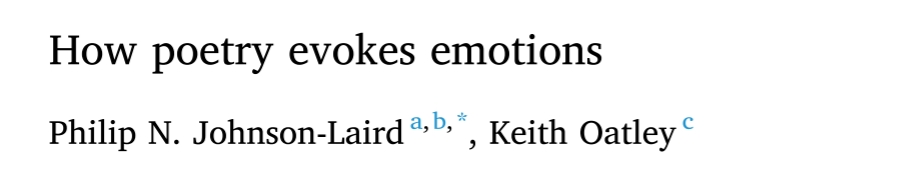 How poetry evokes emotions
Philip N. Johnson-Laird a,b,*, Keith Oatley c